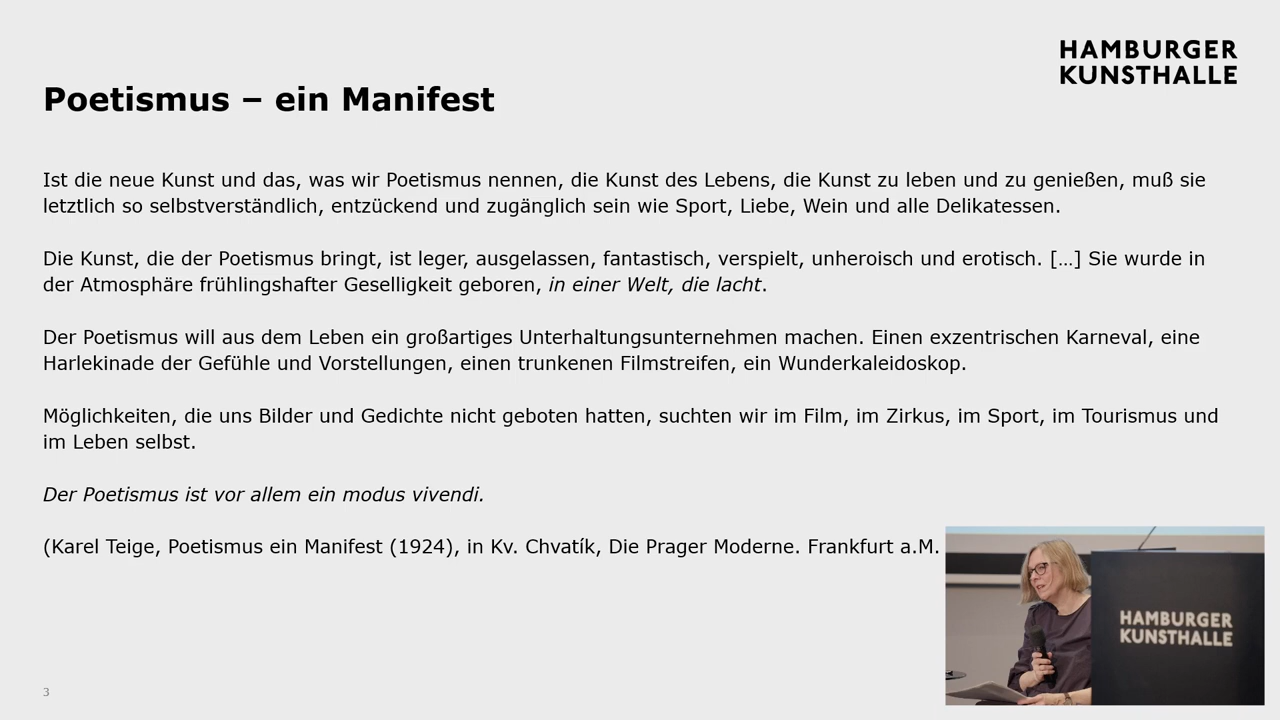 HAMBURGER
KUNSTHALLE
Poetismus – ein Manifest
Ist die neue Kunst und das, was wir Poetismus nennen, die Kunst des Lebens, die Kunst zu leben und zu genießen, muß sie
letztlich so selbstverständlich, entzückend und zugänglich sein wie Sport, Liebe, Wein und alle Delikatessen.
Die Kunst, die der Poetismus bringt, ist leger, ausgelassen, fantastisch, verspielt, unheroisch und erotisch. […] Sie wurde in
der Atmosphäre frühlingshafter Geselligkeit geboren, in einer Welt, die lacht.
Der Poetismus will aus dem Leben ein großartiges Unterhaltungsunternehmen machen. Einen exzentrischen Karneval, eine
Harlekinade der Gefühle und Vorstellungen, einen trunkenen Filmstreifen, ein Wunderkaleidoskop.
Möglichkeiten, die uns Bilder und Gedichte nicht geboten hatten, suchten wir im Film, im Zirkus, im Sport, im Tourismus und
im Leben selbst.
Der Poetismus ist vor allem ein modus vivendi.
(Karel Teige, Poetismus ein Manifest (1924), in Kv. Chvatík, Die Prager Moderne. Frankfurt a.M.
HAMBURGER
KUNSTHALLE
3